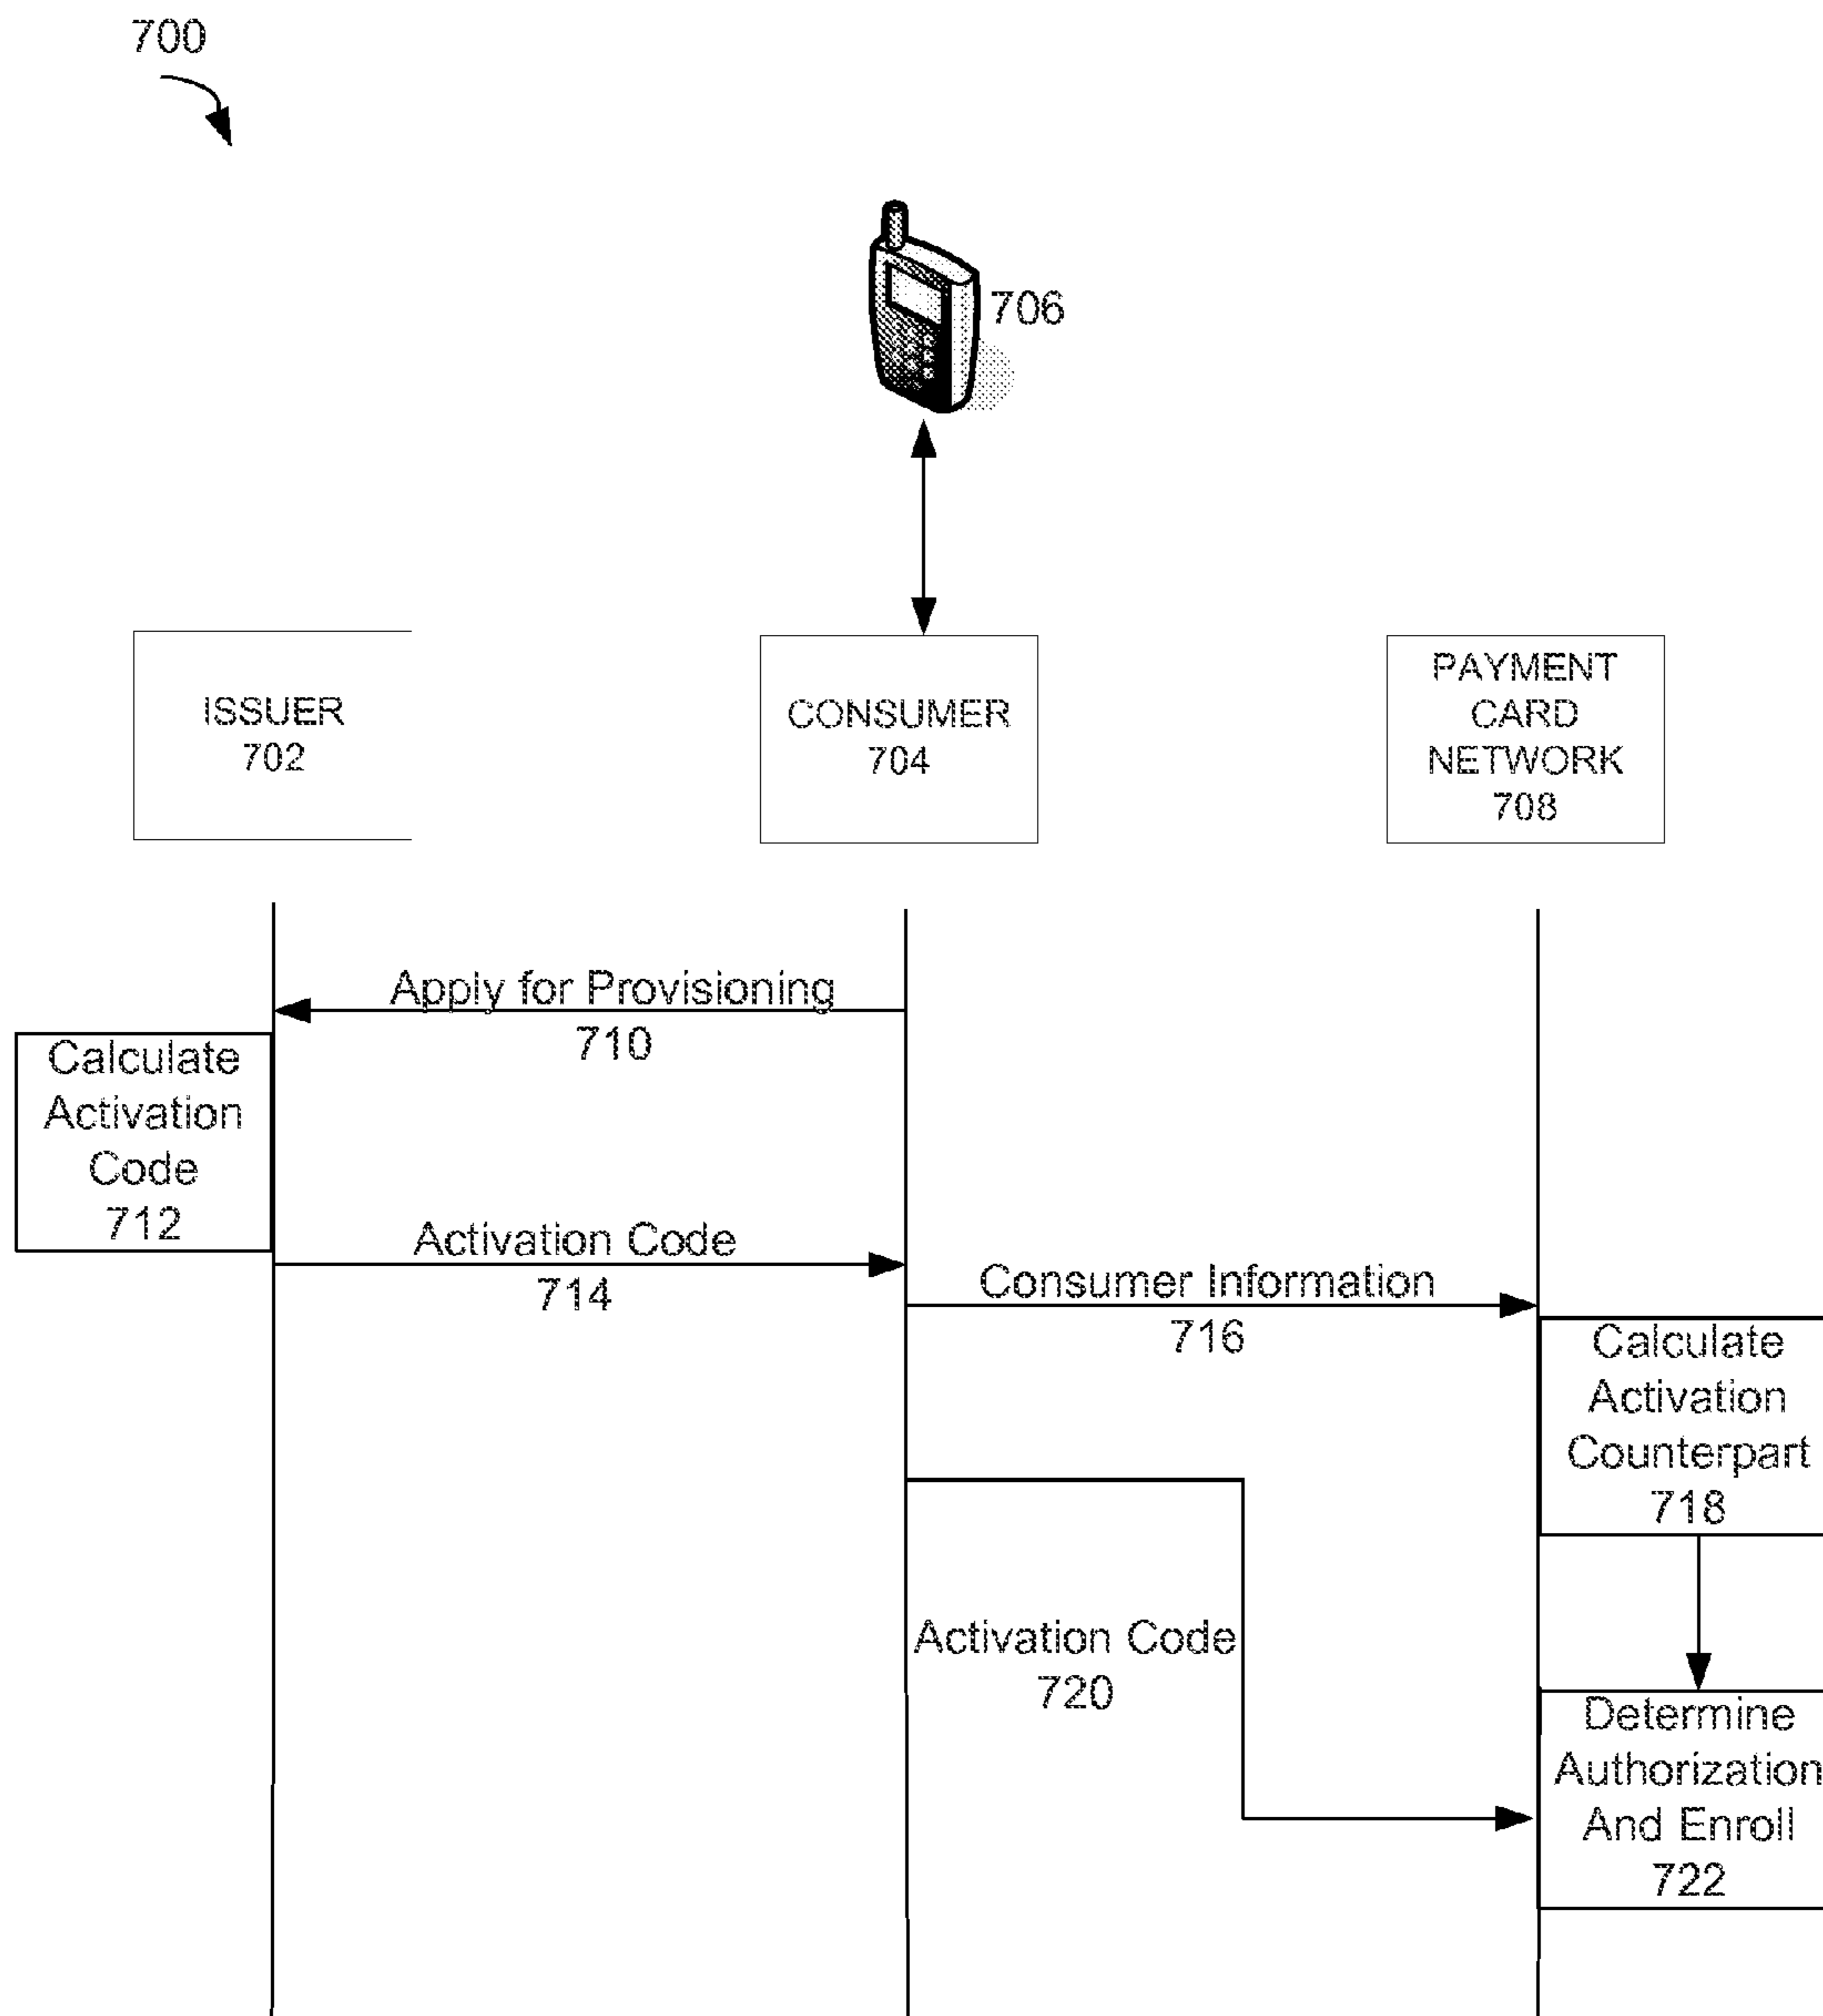 700
706
ISSUER
702
CONSUMER
704
PAYMENT
CARD
NETWORK
708
Apply for Provisioning
710
Calculate
Activation
Code
712
Activation Code
714
Consumer Information
716
Calculate
Activation
Counterpart
718
Activation Code
720
Determine
Authorization
And Enroll
722